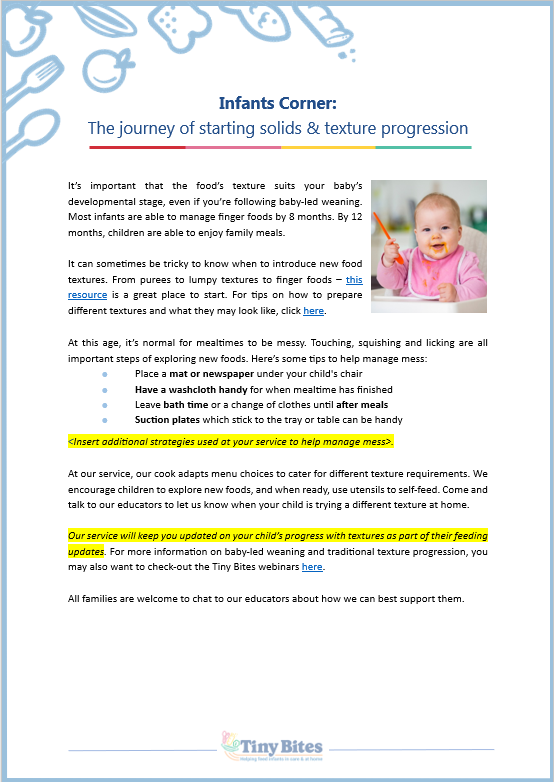 Infants Corner:
The journey of starting solids & texture progression
It's important that the food's texture suits your baby's
developmental stage, even if you're following baby-led weaning.
Most infants are able to manage finger foods by 8 months. By 12
months, children are able to enjoy family meals.
It can sometimes be tricky to know when to introduce new food
textures. From purees to lumpy textures to finger foods – this
resource is a great place to start. For tips on how to prepare
different textures and what they may look like, click here.
At this age, it's normal for mealtimes to be messy. Touching, squishing and licking are all
important steps of exploring new foods. Here's some tips to help manage mess:
● Place a mat or newspaper under your child's chair
● Have a washcloth handy for when mealtime has finished
● Leave bath time or a change of clothes until after meals
● Suction plates which stick to the tray or table can be handy
<Insert additional strategies used at your service to help manage mess>.
At our service, our cook adapts menu choices to cater for different texture requirements. We
encourage children to explore new foods, and when ready, use utensils to self-feed. Come and
talk to our educators to let us know when your child is trying a different texture at home.
Our service will keep you updated on your child's progress with textures as part of their feeding
updates. For more information on baby-led weaning and traditional texture progression, you
may also want to check-out the Tiny Bites webinars here.
All families are welcome to chat to our educators about how we can best support them.
Tiny Bites
Helping feed infants in care & at home